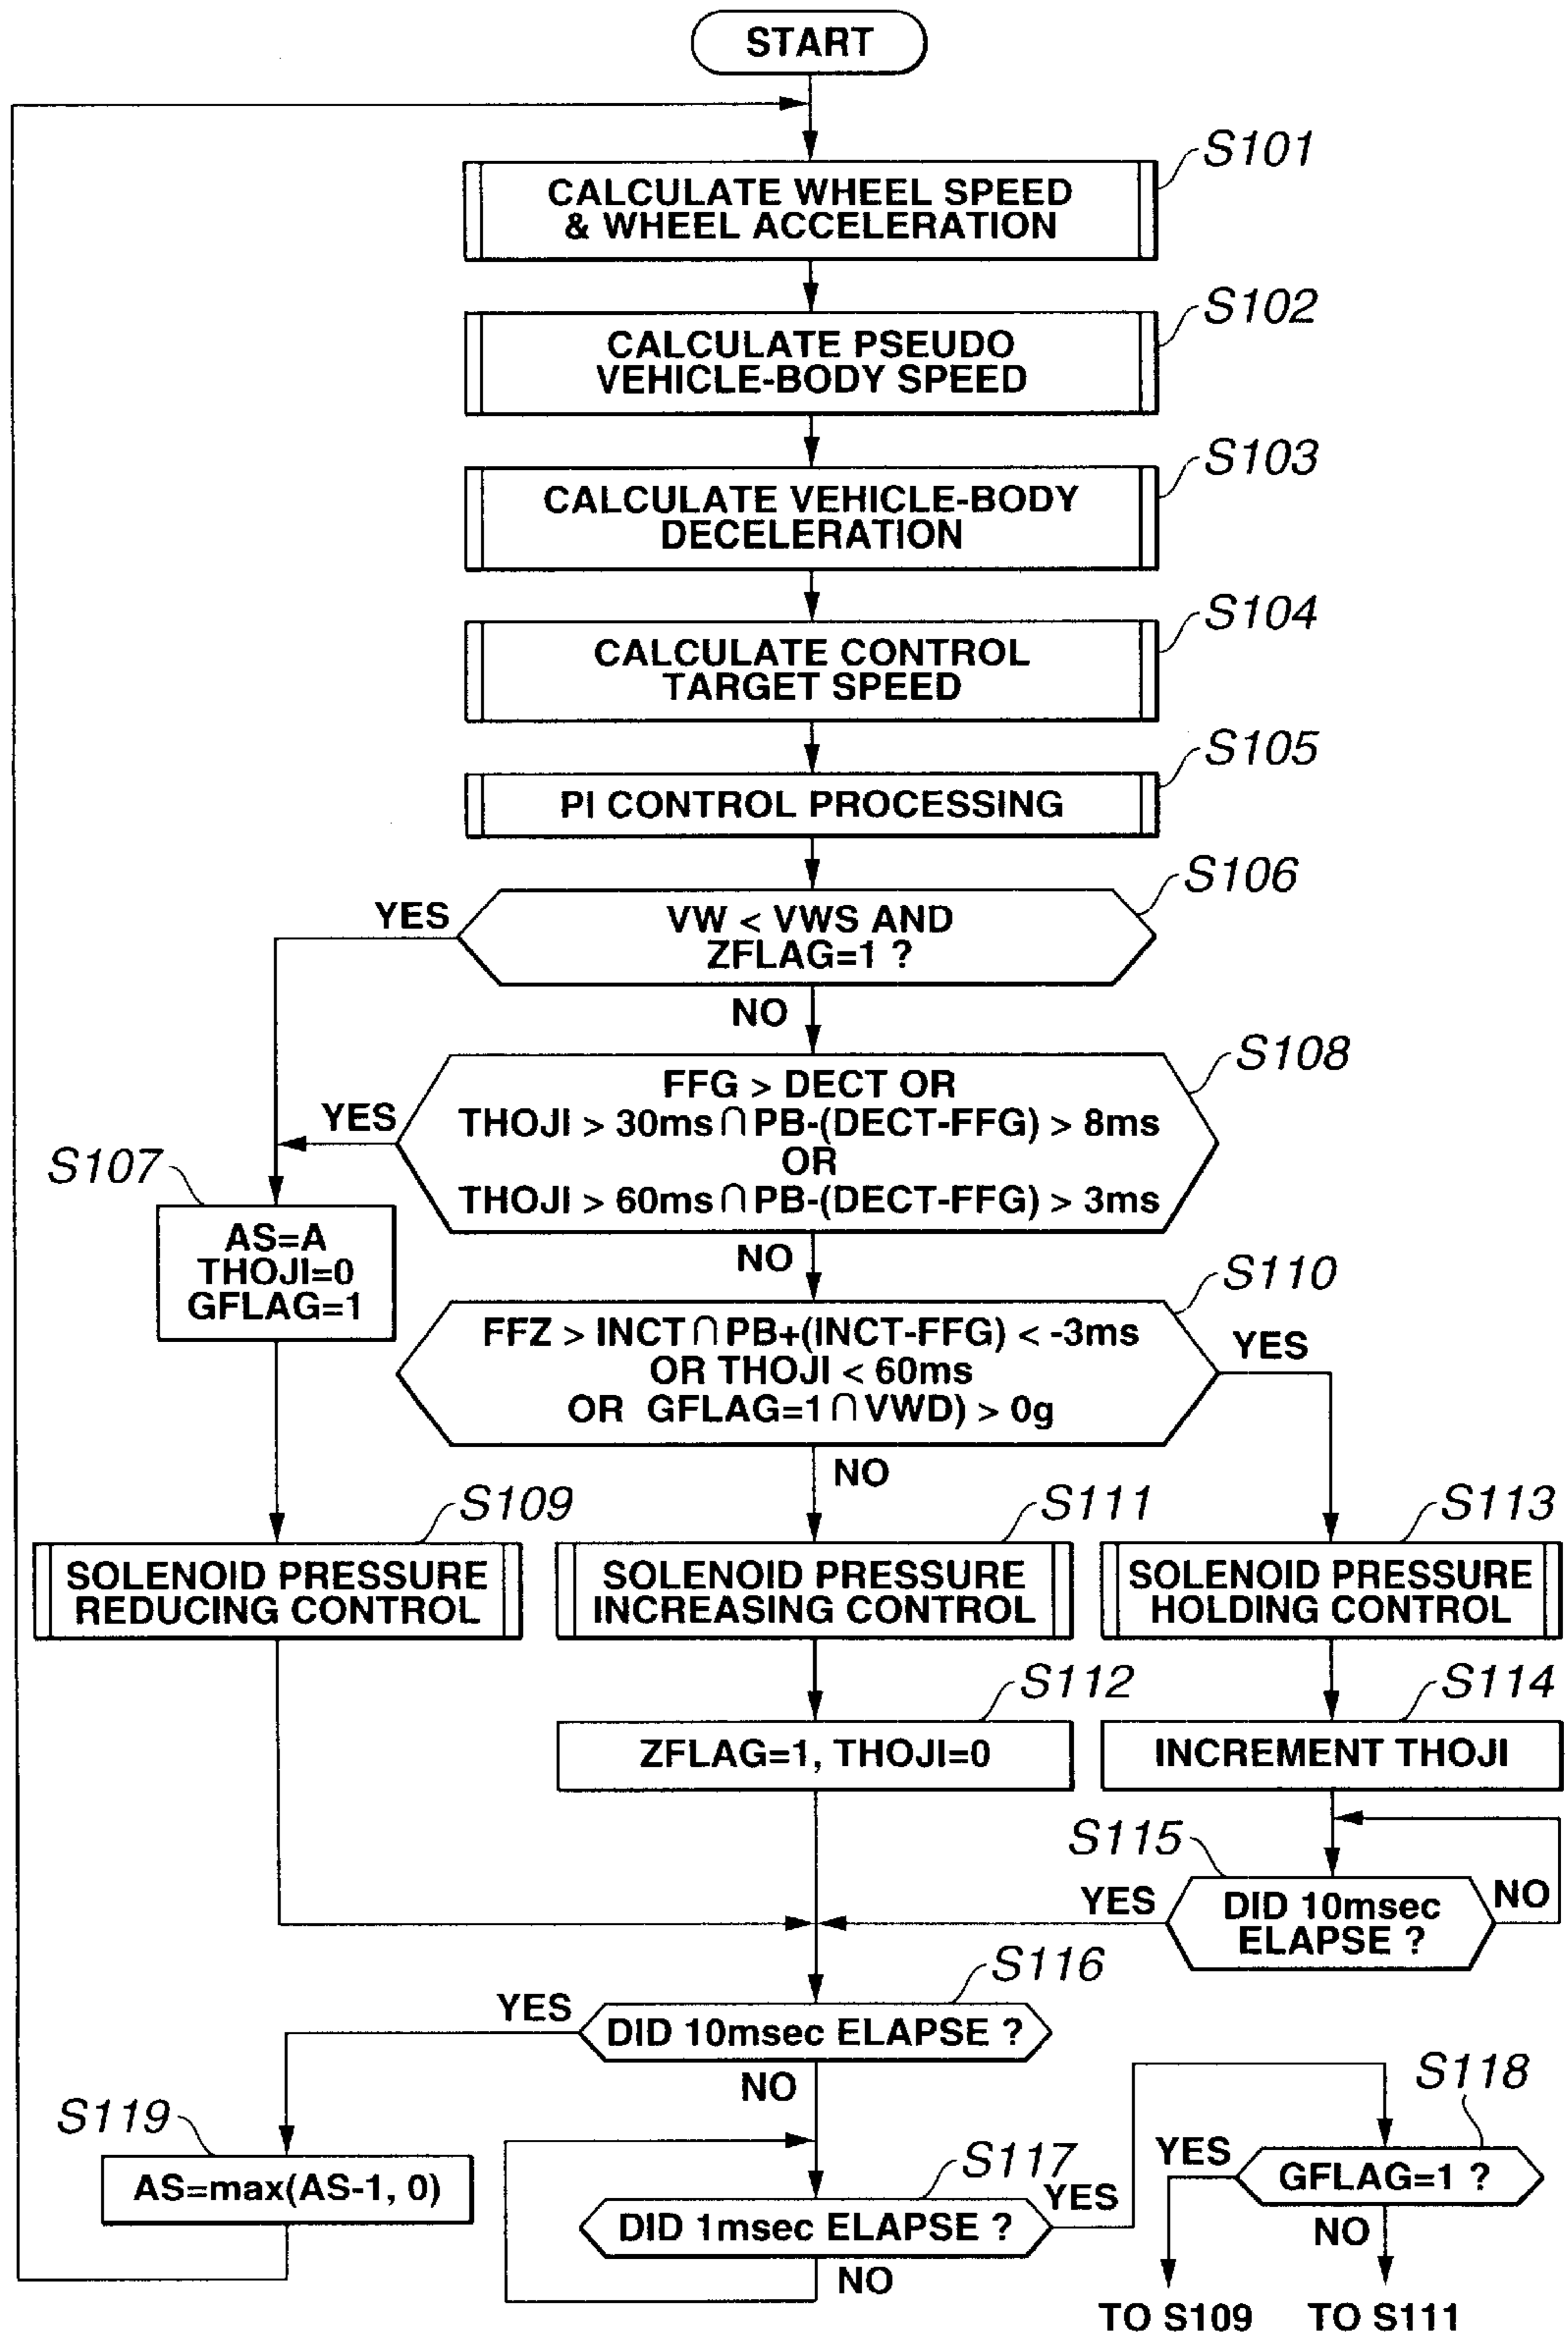 START
S101
CALCULATE WHEEL SPEED
& WHEEL ACCELERATION
S102
CALCULATE PSEUDO
VEHICLE-BODY SPEED
S103
CALCULATE VEHICLE-BODY
DECELERATION
S104
CALCULATE CONTROL
TARGET SPEED
S105
PI CONTROL PROCESSING
S106
YES
VW < VWS AND
ZFLAG=1 ?
NO
S108
FFG > DECT OR
YES
THOJI > 30ms∩PB-(DECT-FFG) > 8ms
OR
THOJI > 60ms∩PB-(DECT-FFG) > 3ms
S107
AS=A
THOJI=0
GFLAG=1
NO
S110
FFZ > INCT∩PB+(INCT-FFG) < -3ms
OR THOJI < 60ms
OR GFLAG=1∩VWD) > 0g
YES
NO
S109
SOLENOID PRESSURE
REDUCING CONTROL
S111
SOLENOID PRESSURE
INCREASING CONTROL
S113
SOLENOID PRESSURE
HOLDING CONTROL
S112
ZFLAG=1, THOJI=0
S114
INCREMENT THOJI
S115
YES
DID 10msec
ELAPSE ?
NO
S116
YES
DID 10msec ELAPSE ?
NO
S119
AS=max(AS-1, 0)
S117
DID 1msec ELAPSE ?
YES
NO
S118
YES
GFLAG=1 ?
NO
TO S109
TO S111